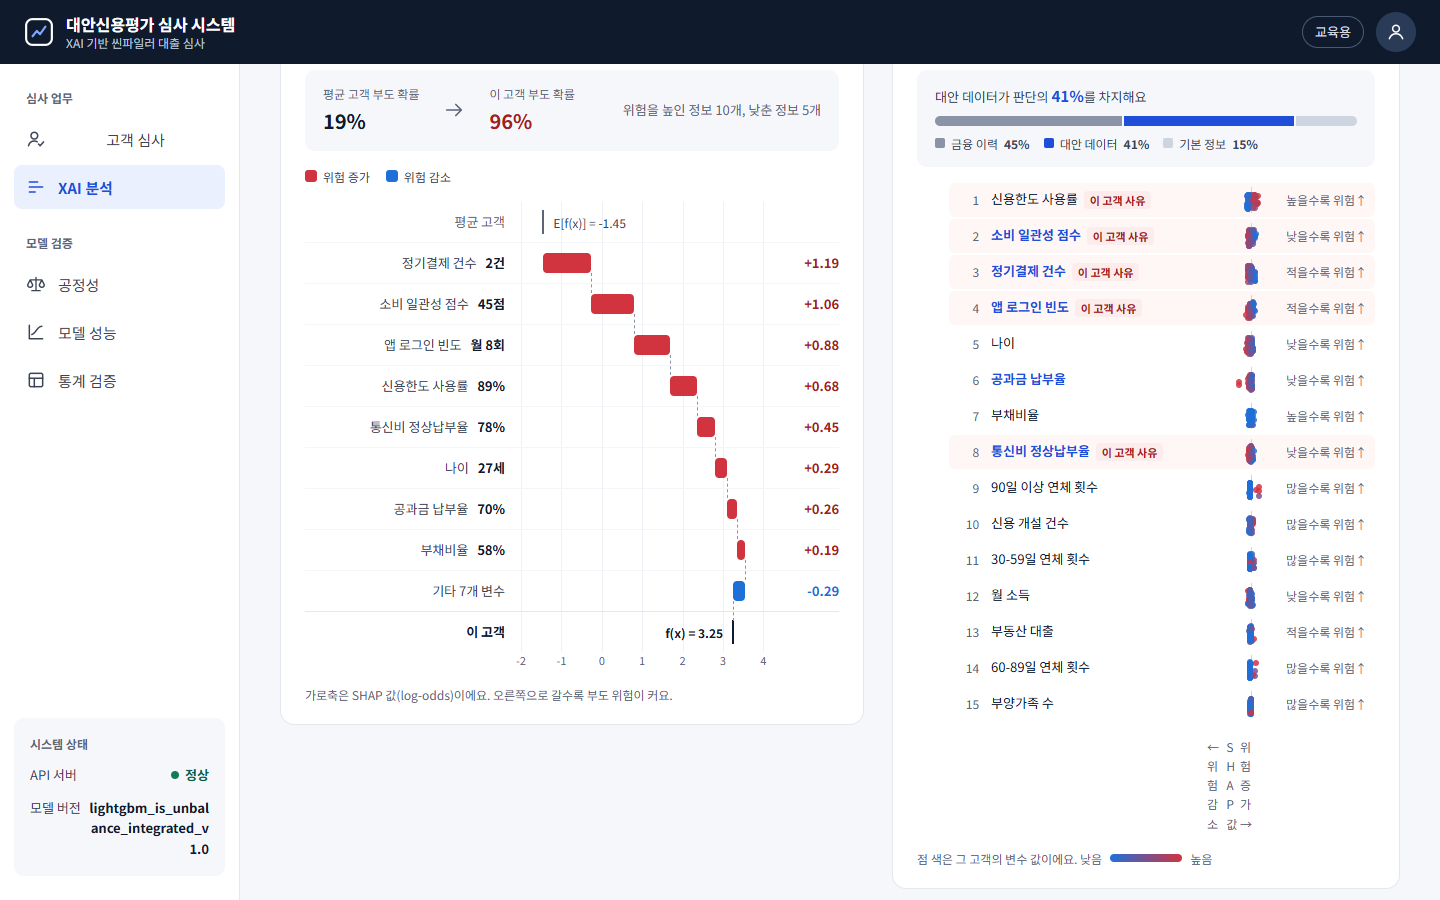 대안신용평가 심사 시스템
XAI 기반 씬파일러 대출 심사
교육용
심사 업무
고객 심사
XAI 분석
모델 검증
공정성
모델 성능
통계 검증
시스템 상태
API 서버 정상
모델 버전 lightgbm_is_unbal
ance_integrated_v
1.0
평균 고객 부도 확률
19%
이 고객 부도 확률
96%
위험을 높인 정보 10개, 낮춘 정보 5개
위험 증가 위험 감소
평균 고객 E[f(x)] = -1.45
정기결제 건수 2건 +1.19
소비 일관성 점수 45점 +1.06
앱 로그인 빈도 월 8회 +0.88
신용한도 사용률 89% +0.68
통신비 정상납부율 78% +0.45
나이 27세 +0.29
공과금 납부율 70% +0.26
부채비율 58% +0.19
기타 7개 변수 -0.29
이 고객 f(x) = 3.25
-2 -1 0 1 2 3 4
가로축은 SHAP 값(log-odds)이에요. 오른쪽으로 갈수록 부도 위험이 커요.
대안 데이터가 판단의 41%를 차지해요
금융 이력 45% 대안 데이터 41% 기본 정보 15%
1 신용한도 사용률 이 고객 사유 높을수록 위험↑
2 소비 일관성 점수 이 고객 사유 낮을수록 위험↑
3 정기결제 건수 이 고객 사유 적을수록 위험↑
4 앱 로그인 빈도 이 고객 사유 적을수록 위험↑
5 나이 낮을수록 위험↑
6 공과금 납부율 낮을수록 위험↑
7 부채비율 높을수록 위험↑
8 통신비 정상납부율 이 고객 사유 낮을수록 위험↑
9 90일 이상 연체 횟수 많을수록 위험↑
10 신용 개설 건수 많을수록 위험↑
11 30-59일 연체 횟수 많을수록 위험↑
12 월 소득 낮을수록 위험↑
13 부동산 대출 적을수록 위험↑
14 60-89일 연체 횟수 많을수록 위험↑
15 부양가족 수 많을수록 위험↑
← 위험 감소
SHAP 값
위험 증가 →
점 색은 그 고객의 변수 값이에요. 낮음 높음